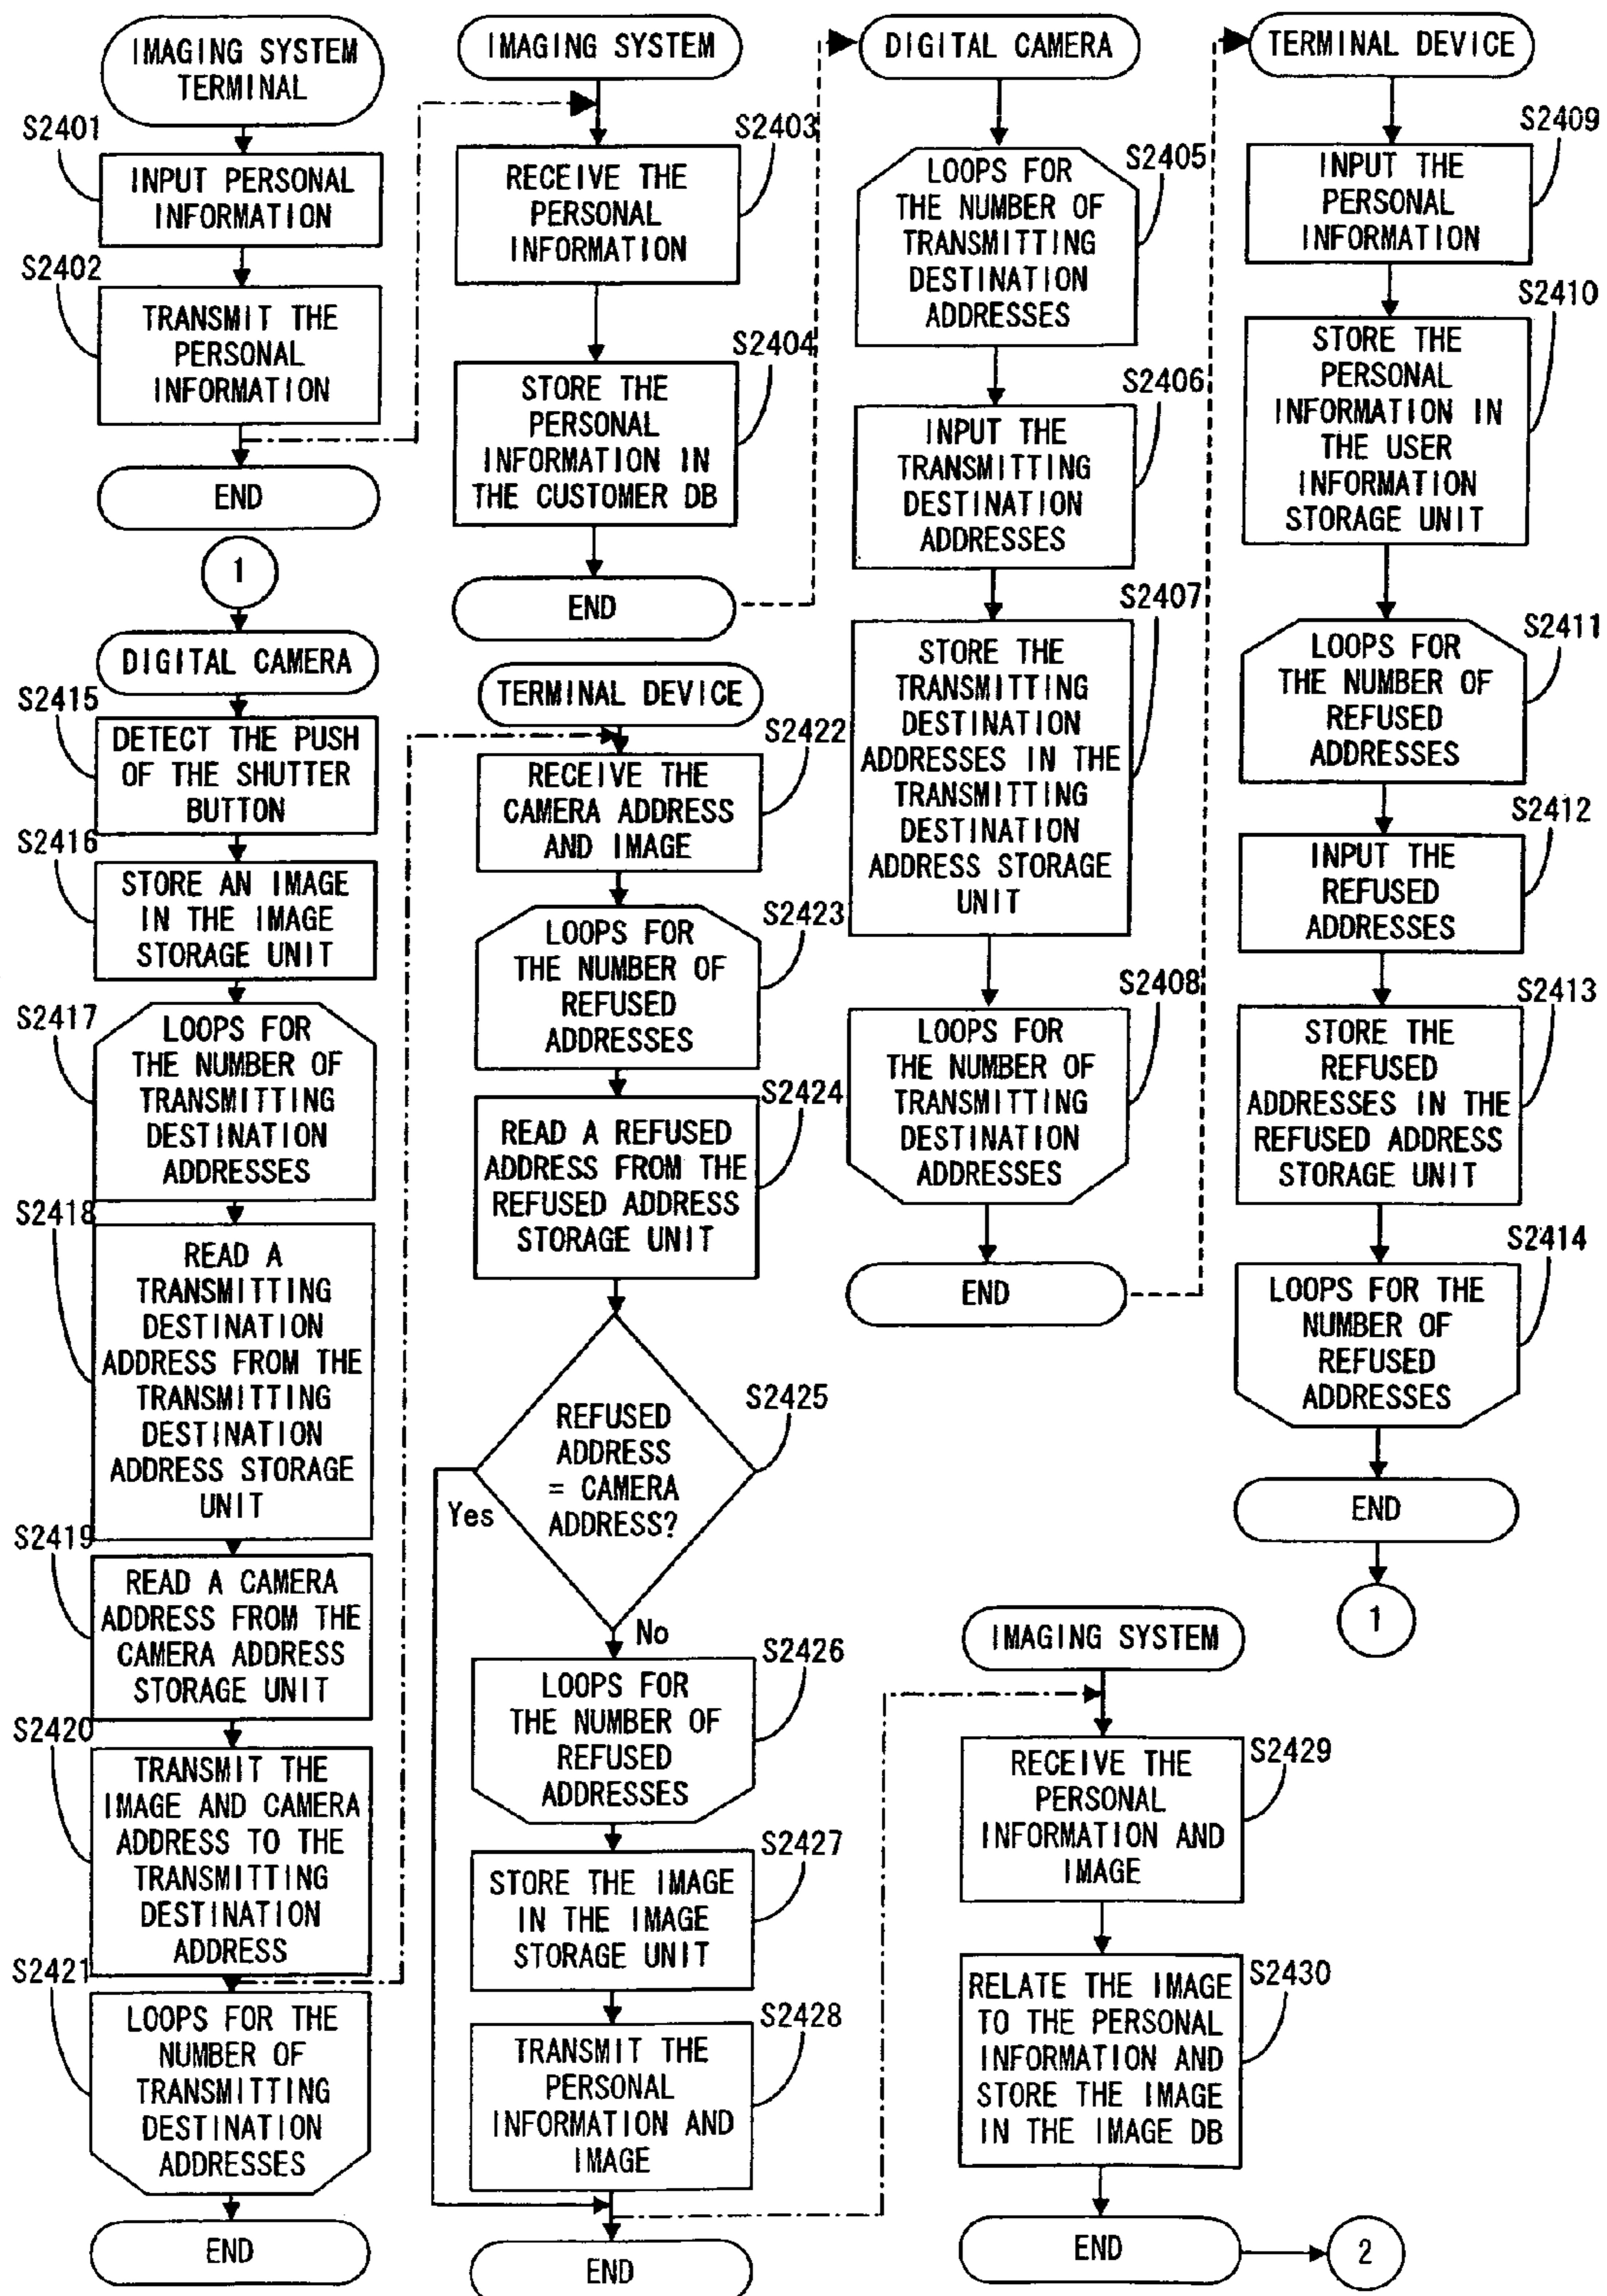 IMAGING SYSTEM
TERMINAL
S2401
INPUT PERSONAL
INFORMATION
S2402
TRANSMIT THE
PERSONAL
INFORMATION
END
IMAGING SYSTEM
S2403
RECEIVE THE
PERSONAL
INFORMATION
S2404
STORE THE
PERSONAL
INFORMATION IN
THE CUSTOMER DB
END
DIGITAL CAMERA
S2405
LOOPS FOR
THE NUMBER OF
TRANSMITTING
DESTINATION
ADDRESSES
S2406
INPUT THE
TRANSMITTING
DESTINATION
ADDRESSES
S2407
STORE THE
TRANSMITTING
DESTINATION
ADDRESSES IN THE
TRANSMITTING
DESTINATION
ADDRESS STORAGE
UNIT
S2408
LOOPS FOR
THE NUMBER OF
TRANSMITTING
DESTINATION
ADDRESSES
END
TERMINAL DEVICE
S2409
INPUT THE
PERSONAL
INFORMATION
S2410
STORE THE
PERSONAL
INFORMATION IN
THE USER
INFORMATION
STORAGE UNIT
S2411
LOOPS FOR
THE NUMBER OF
REFUSED
ADDRESSES
S2412
INPUT THE
REFUSED
ADDRESSES
S2413
STORE THE
REFUSED
ADDRESSES IN THE
REFUSED ADDRESS
STORAGE UNIT
S2414
LOOPS FOR THE
NUMBER OF
REFUSED
ADDRESSES
END
1
1
DIGITAL CAMERA
S2415
DETECT THE PUSH
OF THE SHUTTER
BUTTON
S2416
STORE AN IMAGE
IN THE IMAGE
STORAGE UNIT
S2417
LOOPS FOR
THE NUMBER OF
TRANSMITTING
DESTINATION
ADDRESSES
S2418
READ A
TRANSMITTING
DESTINATION
ADDRESS FROM THE
TRANSMITTING
DESTINATION
ADDRESS STORAGE
UNIT
S2419
READ A CAMERA
ADDRESS FROM THE
CAMERA ADDRESS
STORAGE UNIT
S2420
TRANSMIT THE
IMAGE AND CAMERA
ADDRESS TO THE
TRANSMITTING
DESTINATION
ADDRESS
S2421
LOOPS FOR THE
NUMBER OF
TRANSMITTING
DESTINATION
ADDRESSES
END
TERMINAL DEVICE
S2422
RECEIVE THE
CAMERA ADDRESS
AND IMAGE
S2423
LOOPS FOR
THE NUMBER OF
REFUSED
ADDRESSES
S2424
READ A REFUSED
ADDRESS FROM THE
REFUSED ADDRESS
STORAGE UNIT
S2425
REFUSED
ADDRESS
= CAMERA
ADDRESS?
Yes
No
S2426
LOOPS FOR
THE NUMBER OF
REFUSED
ADDRESSES
S2427
STORE THE IMAGE
IN THE IMAGE
STORAGE UNIT
S2428
TRANSMIT THE
PERSONAL
INFORMATION AND
IMAGE
END
IMAGING SYSTEM
S2429
RECEIVE THE
PERSONAL
INFORMATION AND
IMAGE
S2430
RELATE THE IMAGE
TO THE PERSONAL
INFORMATION AND
STORE THE IMAGE
IN THE IMAGE DB
END
2